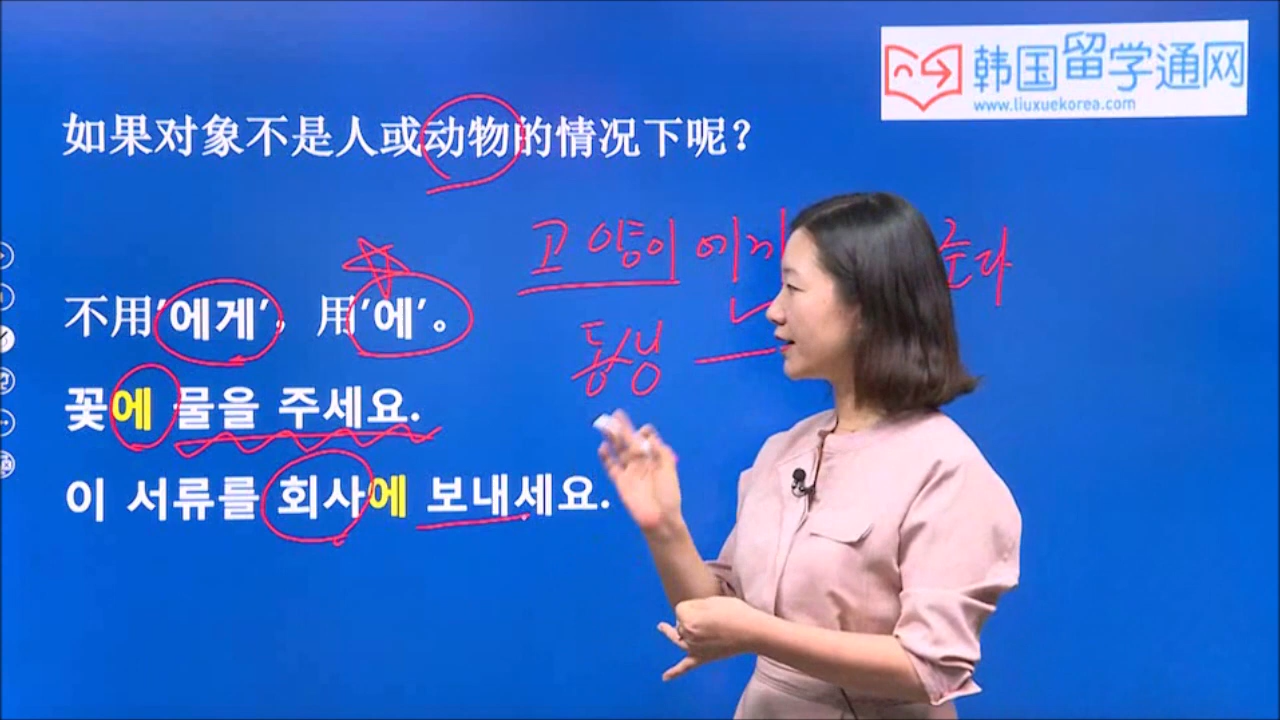 韩国留学通网
www.liuxuekorea.com
如果对象不是人或动物的情况下呢？
고양이 에게
준다
동생
不用‘에게’，用‘에’。
꽃에 물을 주세요.
이 서류를 회사에 보내세요.